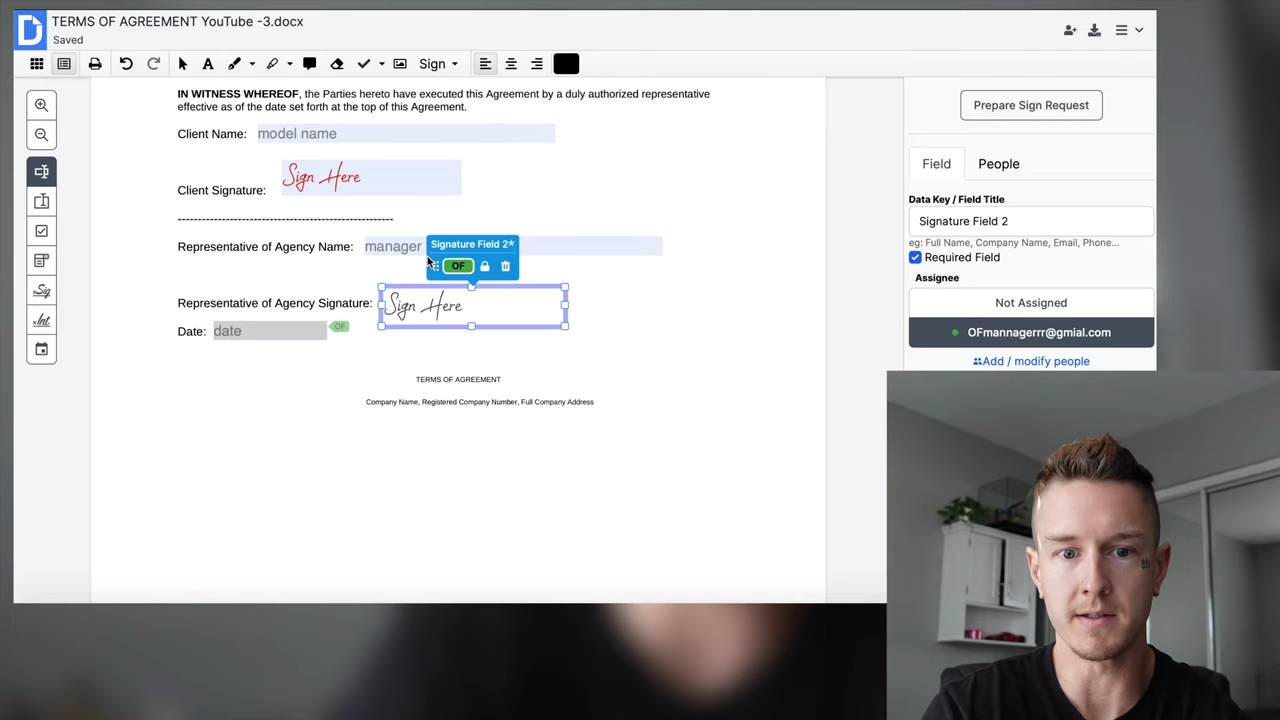 TERMS OF AGREEMENT YouTube -3.docx
Saved
Sign
IN WITNESS WHEREOF, the Parties hereto have executed this Agreement by a duly authorized representative
effective as of the date set forth at the top of this Agreement.
Client Name: model name
Sign Here
Client Signature:
-----------------------------------------------------
Representative of Agency Name: manager
Signature Field 2*
OF
Representative of Agency Signature: Sign Here
Date: date
OF
TERMS OF AGREEMENT
Company Name, Registered Company Number, Full Company Address
Sig
Int
Prepare Sign Request
Field People
Data Key / Field Title
Signature Field 2
eg: Full Name, Company Name, Email, Phone...
Required Field
Assignee
Not Assigned
OFmannagerrr@gmial.com
Add / modify people